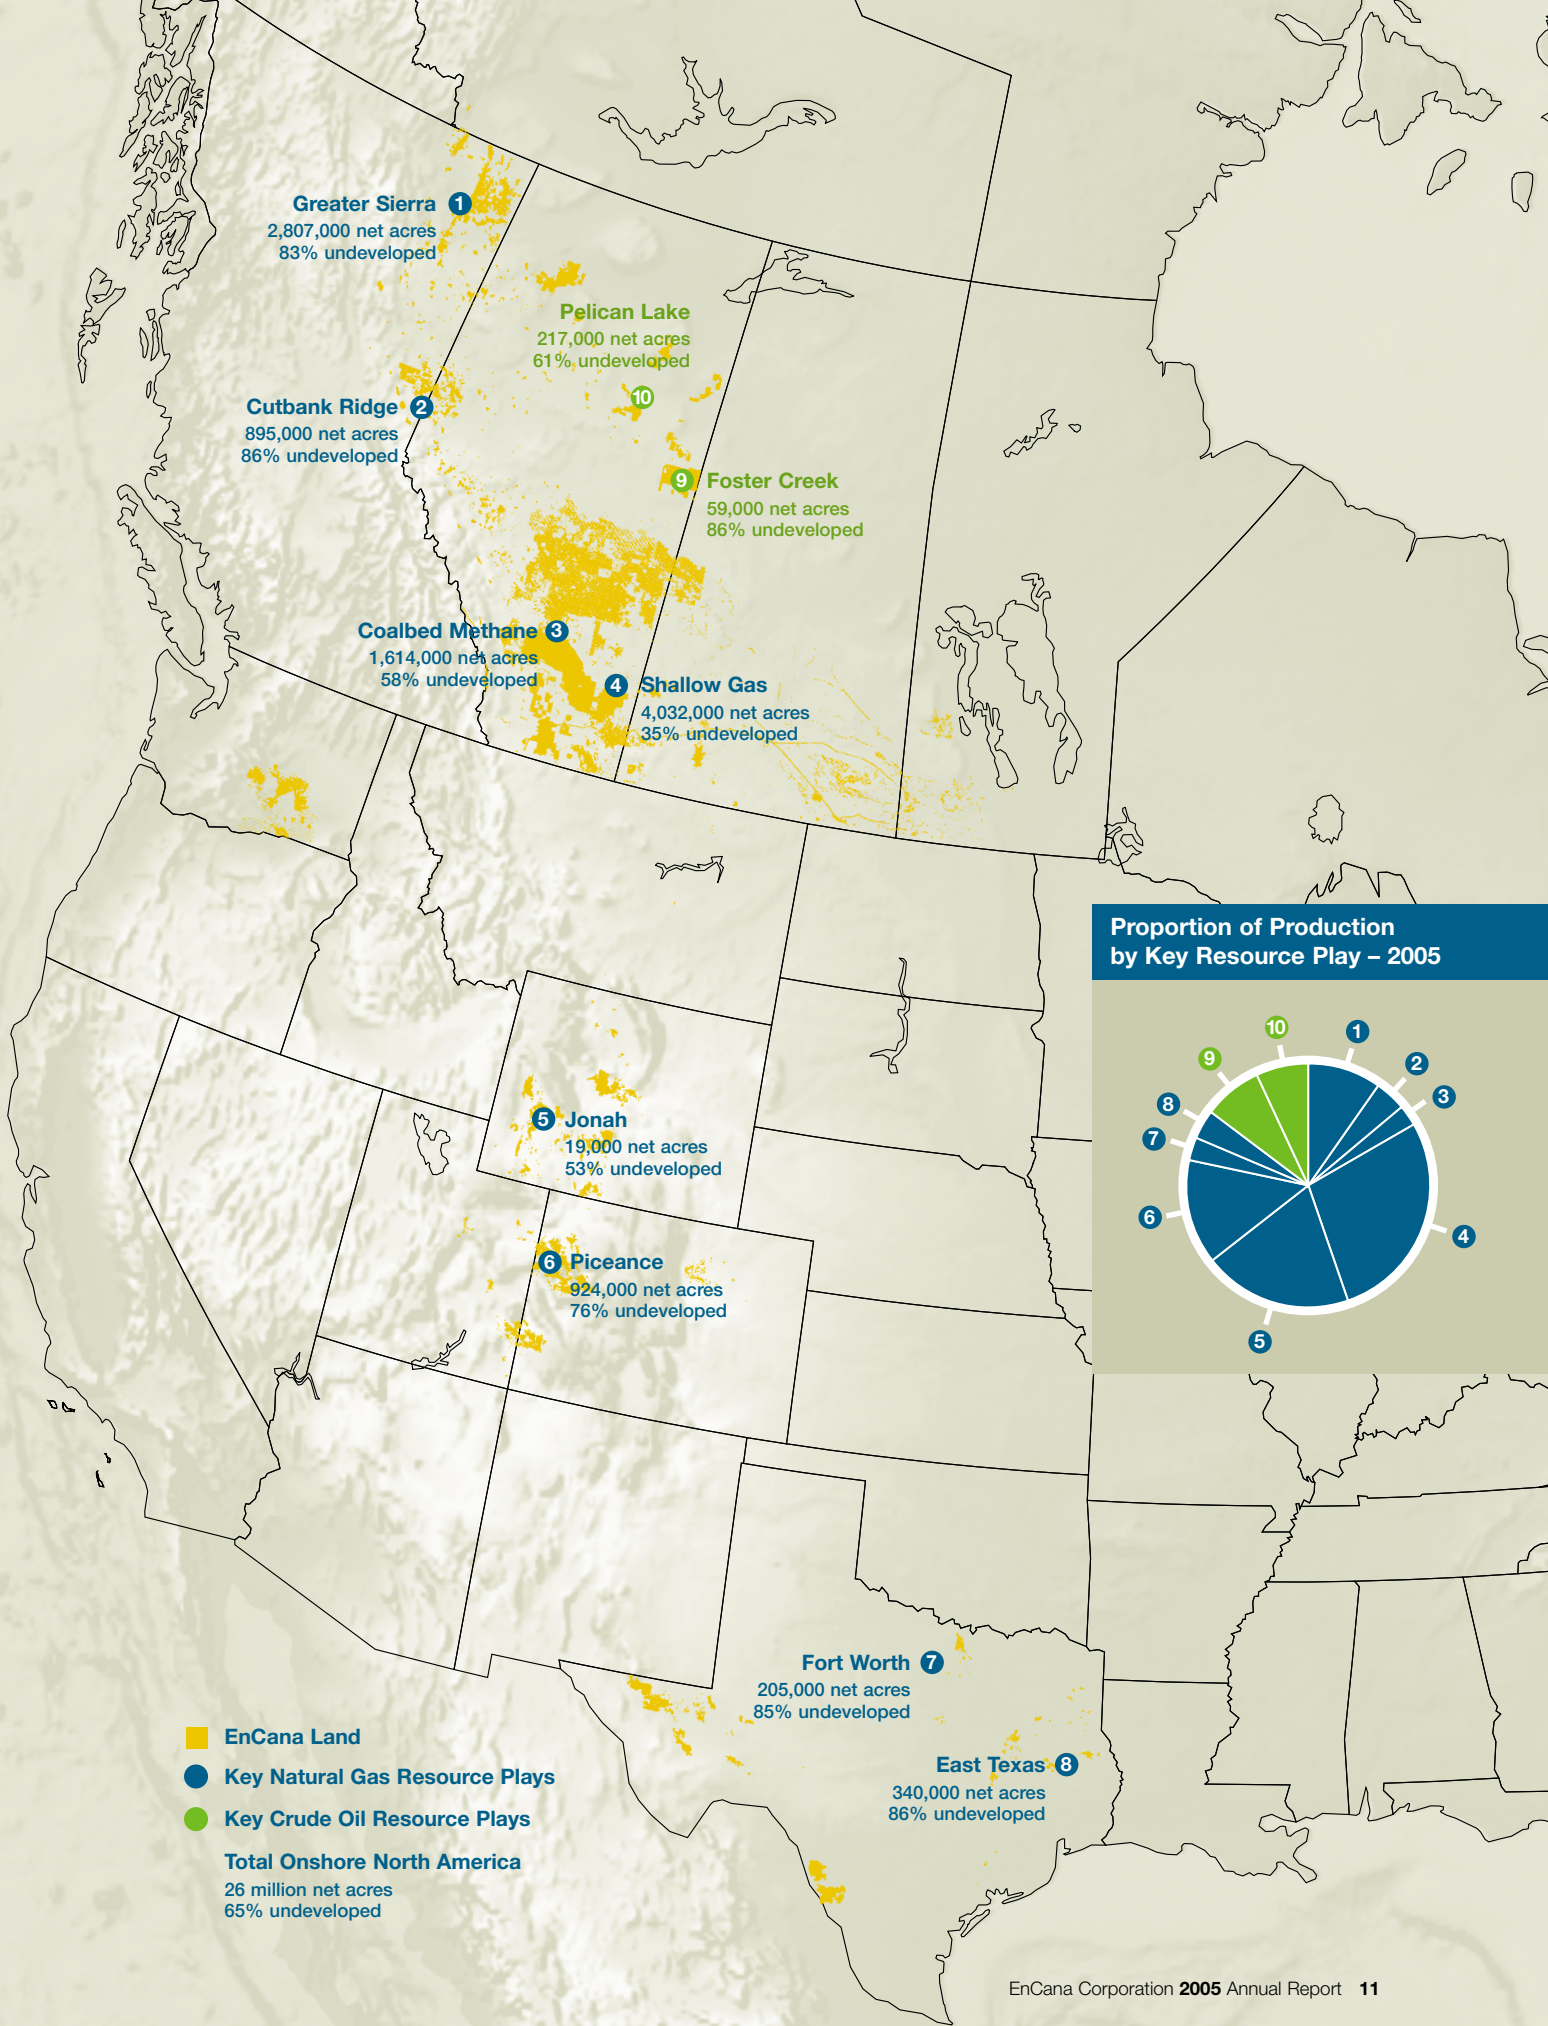 Greater Sierra 1
2,807,000 net acres
83% undeveloped
Pelican Lake
217,000 net acres
61% undeveloped
10
Cutbank Ridge 2
895,000 net acres
86% undeveloped
9 Foster Creek
59,000 net acres
86% undeveloped
Coalbed Methane 3
1,614,000 net acres
58% undeveloped
4 Shallow Gas
4,032,000 net acres
35% undeveloped
Proportion of Production
by Key Resource Play – 2005
10
1
9
2
3
8
7
6
4
5
5 Jonah
19,000 net acres
53% undeveloped
6 Piceance
924,000 net acres
76% undeveloped
Fort Worth 7
205,000 net acres
85% undeveloped
East Texas 8
340,000 net acres
86% undeveloped
EnCana Land
Key Natural Gas Resource Plays
Key Crude Oil Resource Plays
Total Onshore North America
26 million net acres
65% undeveloped
EnCana Corporation 2005 Annual Report 11